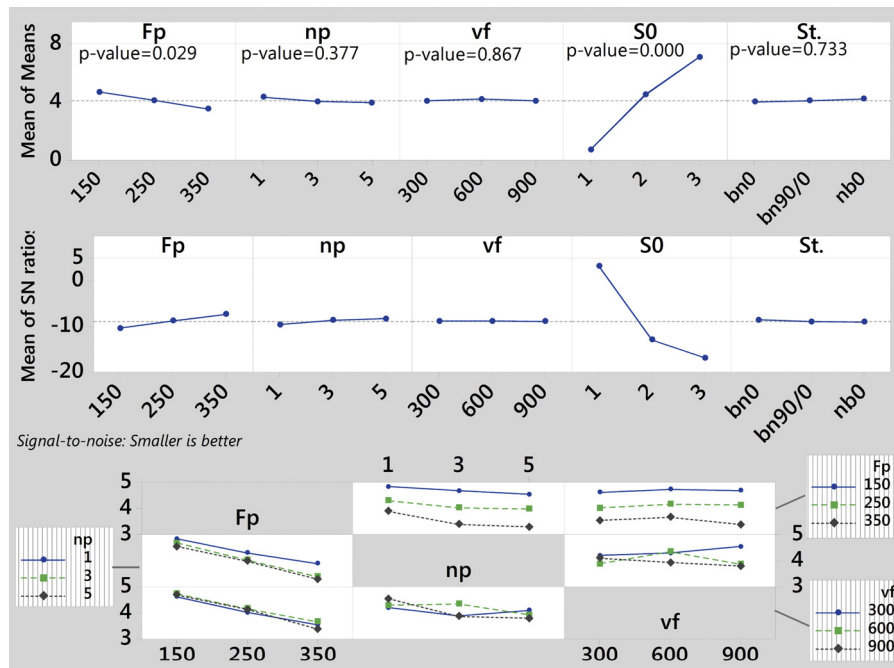 Fp np vf S0 St.
p-value=0.029 p-value=0.377 p-value=0.867 p-value=0.000 p-value=0.733
Mean of Means
8
4
0
150 250 350 1 3 5 300 600 900 1 2 3 bn0 bn90/0 nb0
Fp np vf S0 St.
Mean of SN ratios
5
0
-10
-20
150 250 350 1 3 5 300 600 900 1 2 3 bn0 bn90/0 nb0
Signal-to-noise: Smaller is better
1 3 5
5
4
3
Fp
Fp
150
250
350
np
1
3
5
np
5
4
3
5
4
3
vf
vf
300
600
900
150 250 350 300 600 900